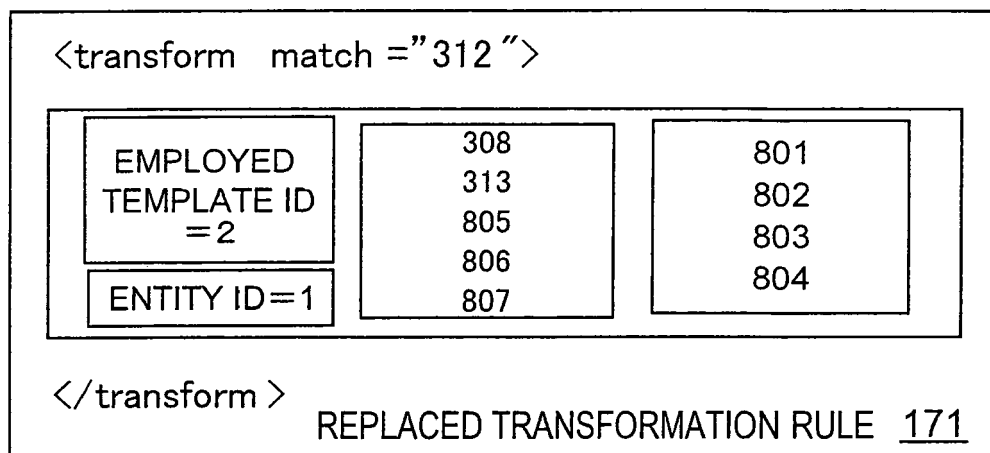 <transform match =”312 ″>
EMPLOYED
TEMPLATE ID
=2
ENTITY ID=1
308
313
805
806
807
801
802
803
804
</transform>
REPLACED TRANSFORMATION RULE 171